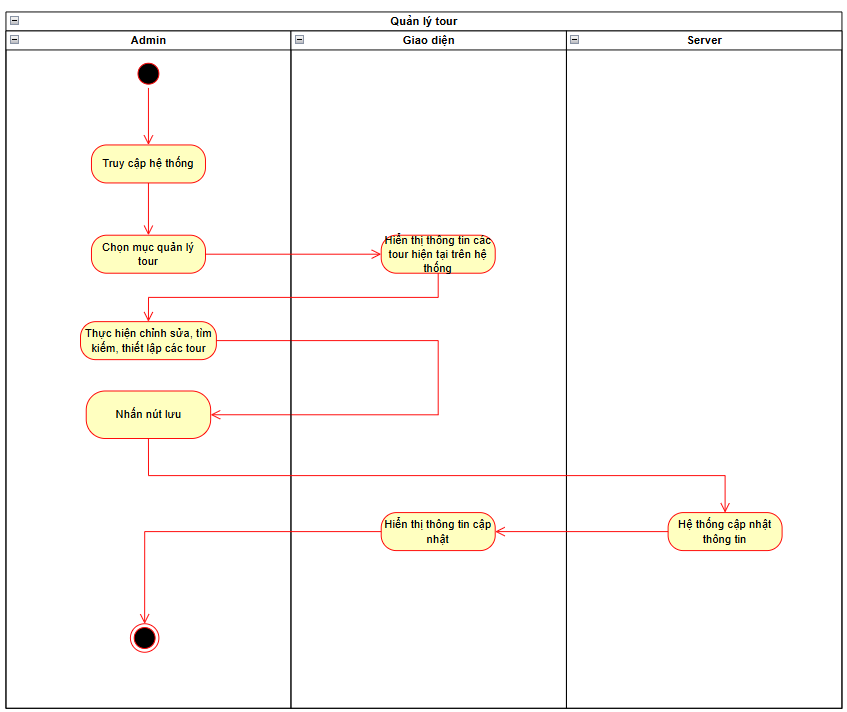 Quản lý tour
Admin
Giao diện
Server
Truy cập hệ thống
Chọn mục quản lý
tour
Hiển thị thông tin các
tour hiện tại trên hệ
thống
Thực hiện chỉnh sửa, tìm
kiếm, thiết lập các tour
Nhấn nút lưu
Hiển thị thông tin cập
nhật
Hệ thống cập nhật
thông tin